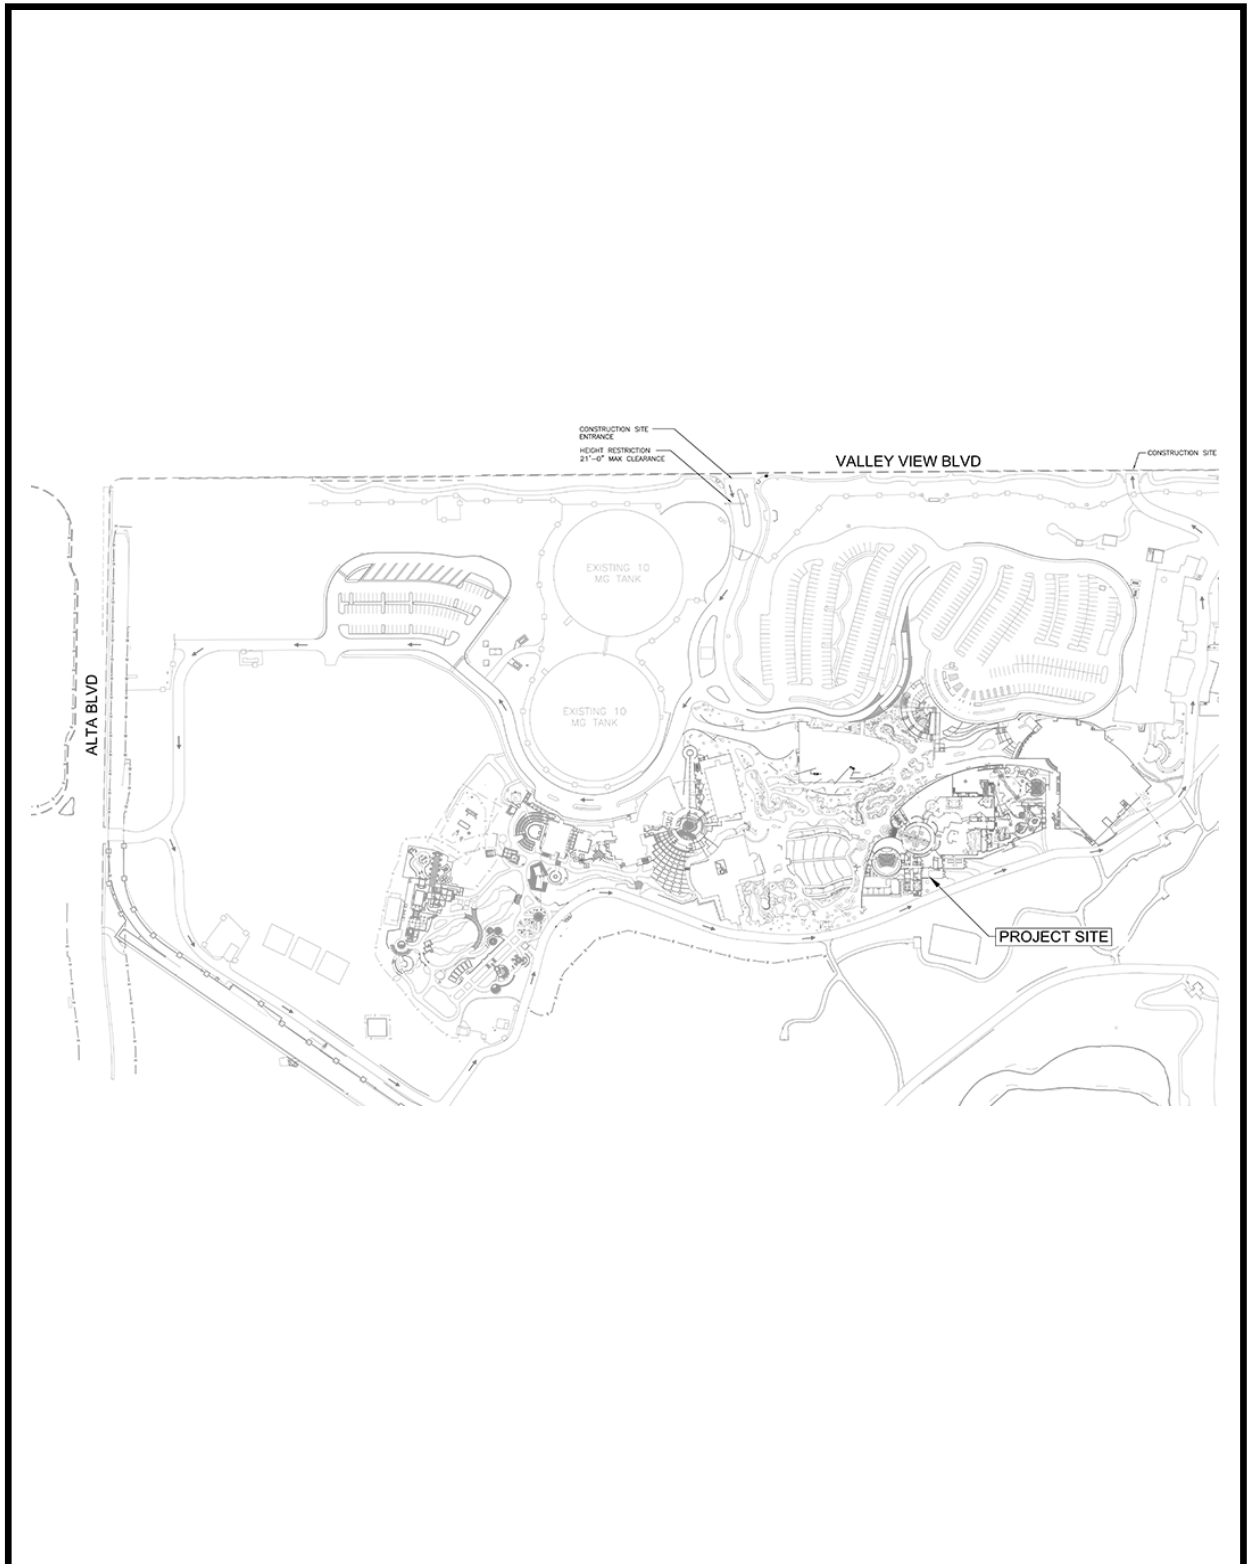 CONSTRUCTION SITE
ENTRANCE
HEIGHT RESTRICTION
21'-0" MAX CLEARANCE
VALLEY VIEW BLVD
CONSTRUCTION SITE
EXISTING 10
MG TANK
EXISTING 10
MG TANK
ALTA BLVD
PROJECT SITE